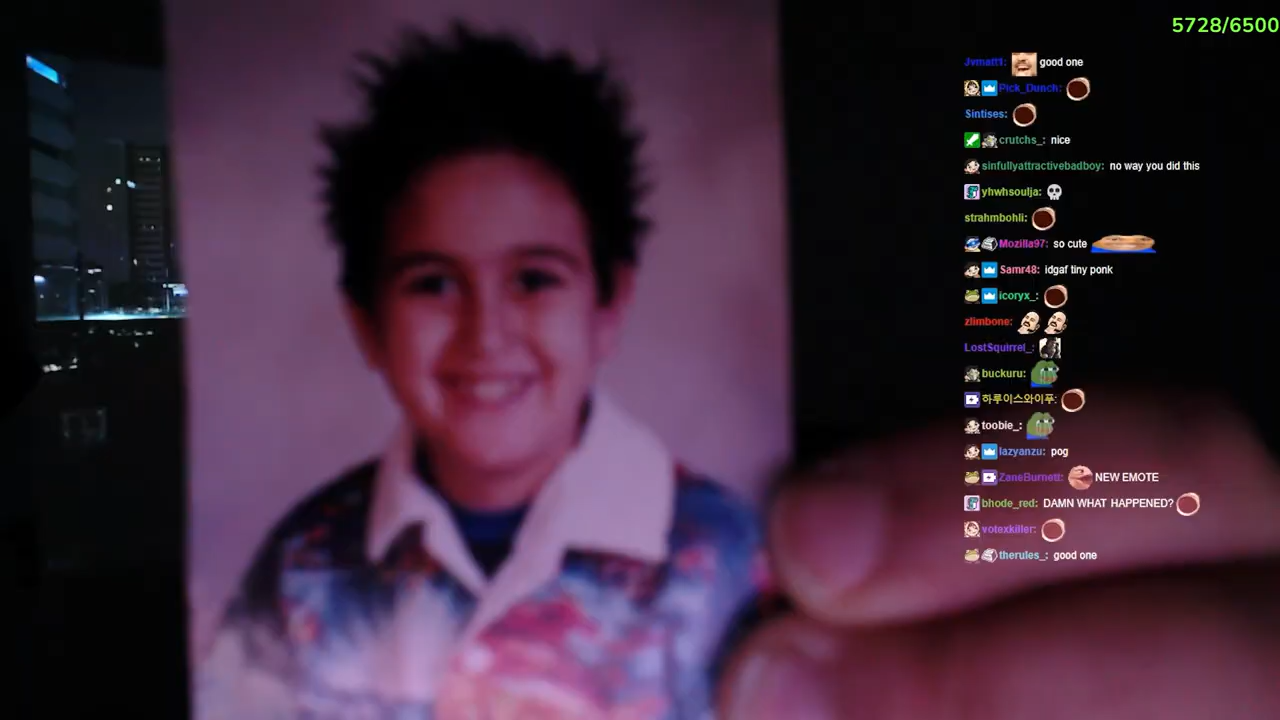 5728/6500
Jvmatt1: good one
Pick_Dunch:
Sintises:
crutchs_: nice
sinfullyattractivebadboy: no way you did this
yhwhsoulja:
strahmbohli:
Mozilla97: so cute
Samr48: idgaf tiny ponk
icoryx_:
zlimbone:
LostSquirrel_:
buckuru:
하루이스와이푸:
toobie_:
lazyanzu: pog
ZaneBurnett: NEW EMOTE
bhode_red: DAMN WHAT HAPPENED?
votexkiller:
therules_: good one